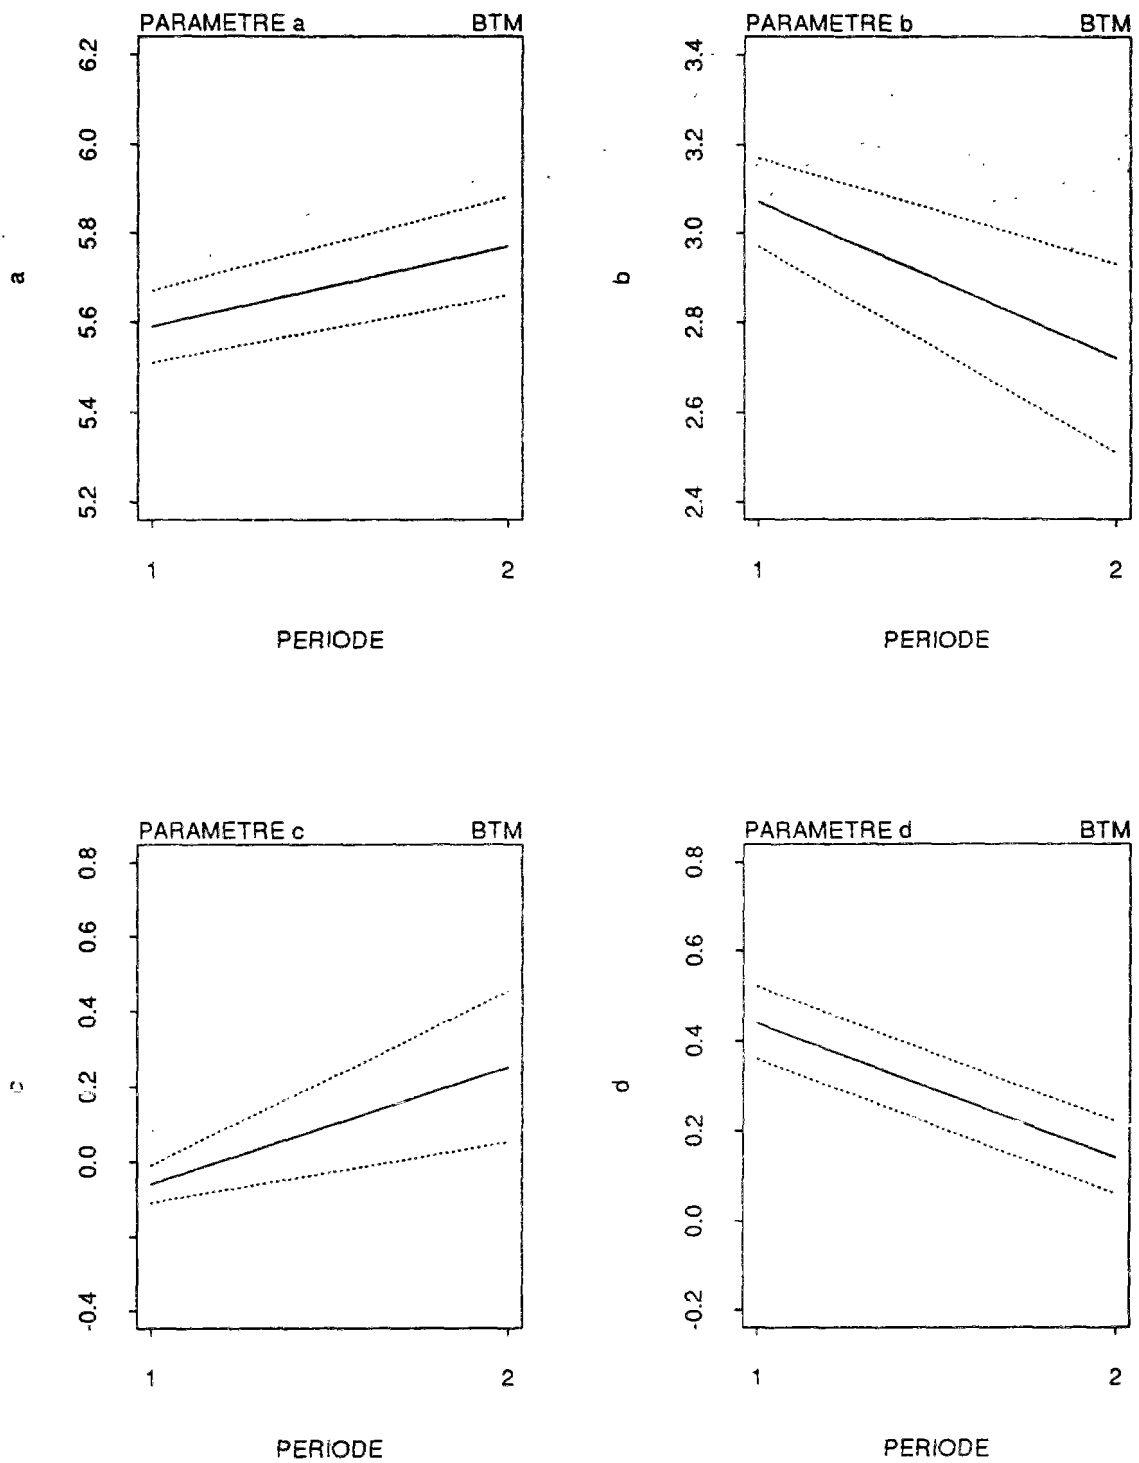 PARAMETRE a BTM
6.2
6.0
5.8
5.6
5.4
5.2
a
1 2
PERIODE
PARAMETRE b BTM
3.4
3.2
3.0
2.8
2.6
2.4
b
1 2
PERIODE
PARAMETRE c BTM
0.8
0.6
0.4
0.2
0.0
-0.4
c
1 2
PERIODE
PARAMETRE d BTM
0.8
0.6
0.4
0.2
0.0
-0.2
d
1 2
PERIODE